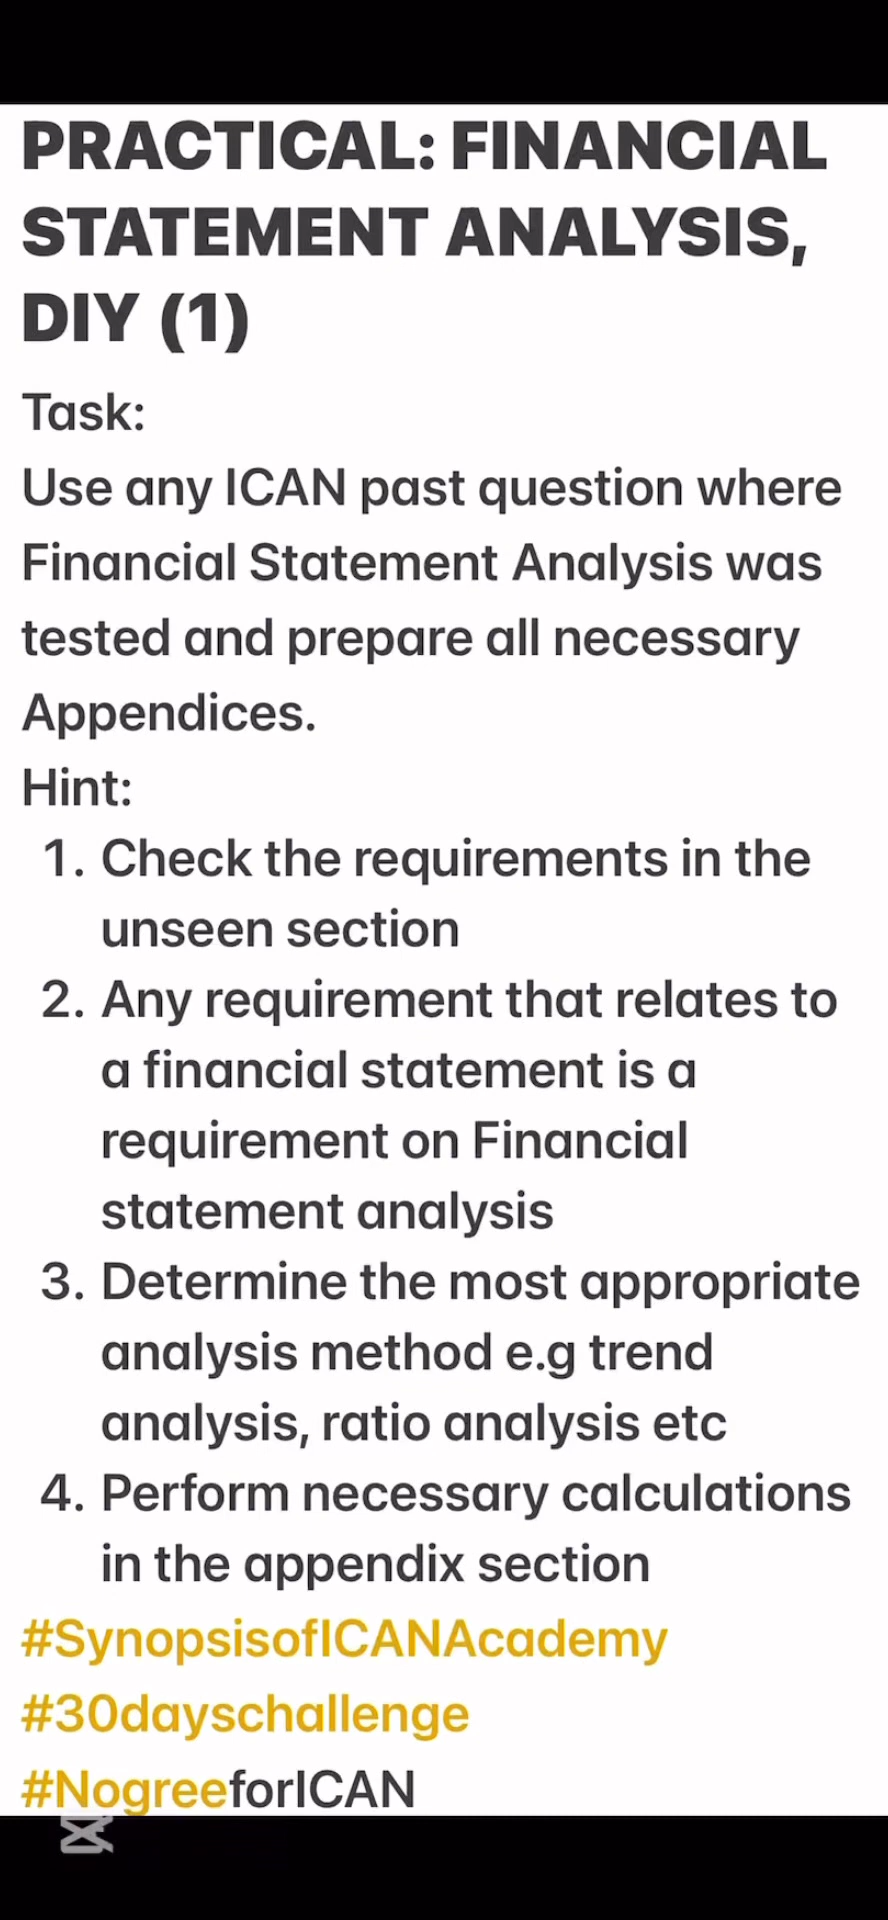 PRACTICAL: FINANCIAL
STATEMENT ANALYSIS,
DIY (1)
Task:
Use any ICAN past question where
Financial Statement Analysis was
tested and prepare all necessary
Appendices.
Hint:
1. Check the requirements in the
unseen section
2. Any requirement that relates to
a financial statement is a
requirement on Financial
statement analysis
3. Determine the most appropriate
analysis method e.g trend
analysis, ratio analysis etc
4. Perform necessary calculations
in the appendix section
#SynopsisofICANAcademy
#30dayschallenge
#NogreeforICAN